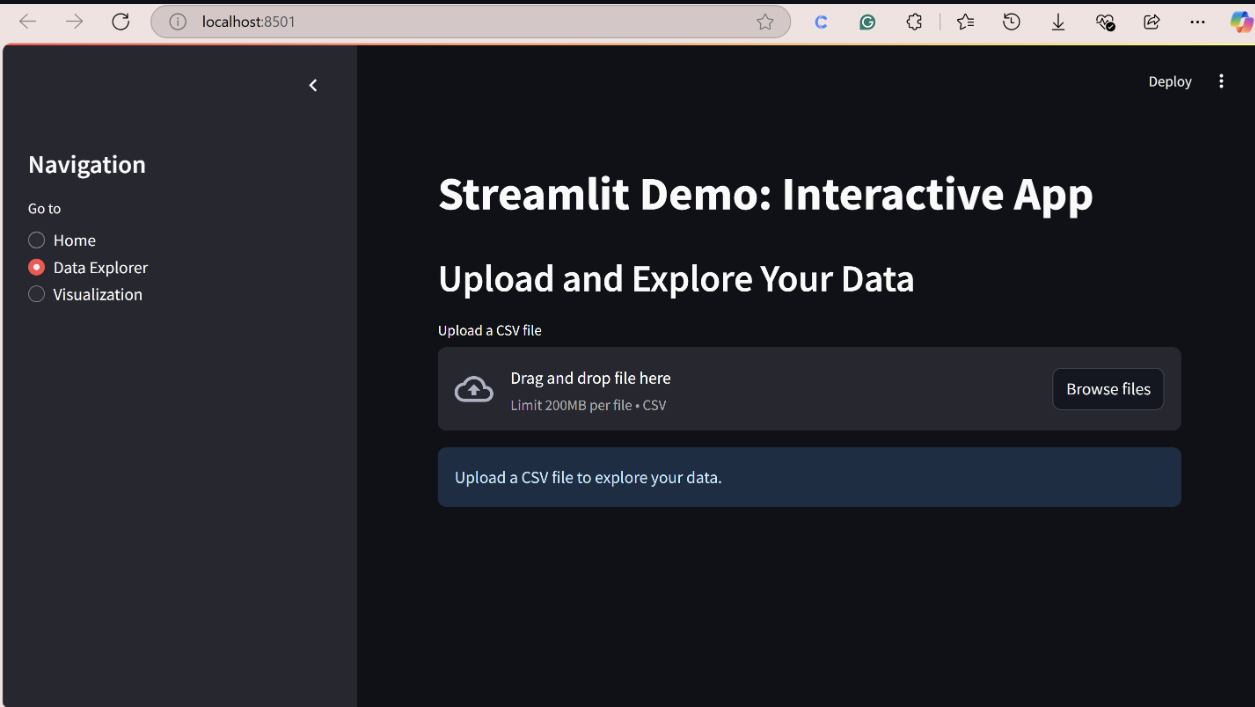 localhost:8501
Deploy
Navigation
Go to
Home
Data Explorer
Visualization
Streamlit Demo: Interactive App
Upload and Explore Your Data
Upload a CSV file
Drag and drop file here
Limit 200MB per file • CSV
Browse files
Upload a CSV file to explore your data.